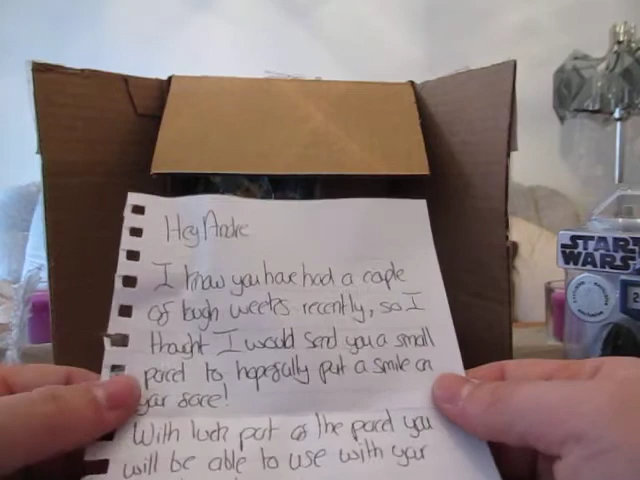 Hey Andre
I know you have had a cople
of tough weeks recently, so I
thought I would send you a small
parcel to hopefully put a smile on
your face!
With luck part of the parcel you
will be able to use with your
STAR
WARS
2